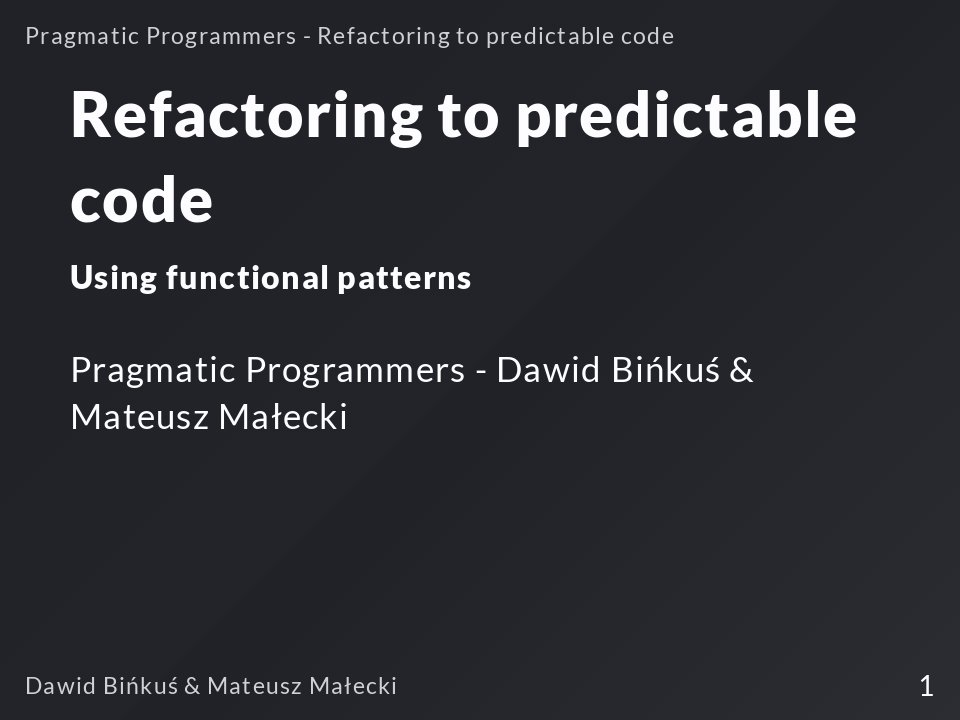 Pragmatic Programmers - Refactoring to predictable code
Refactoring to predictable
code
Using functional patterns
Pragmatic Programmers - Dawid Bińkuś &
Mateusz Małecki
Dawid Bińkuś & Mateusz Małecki
1